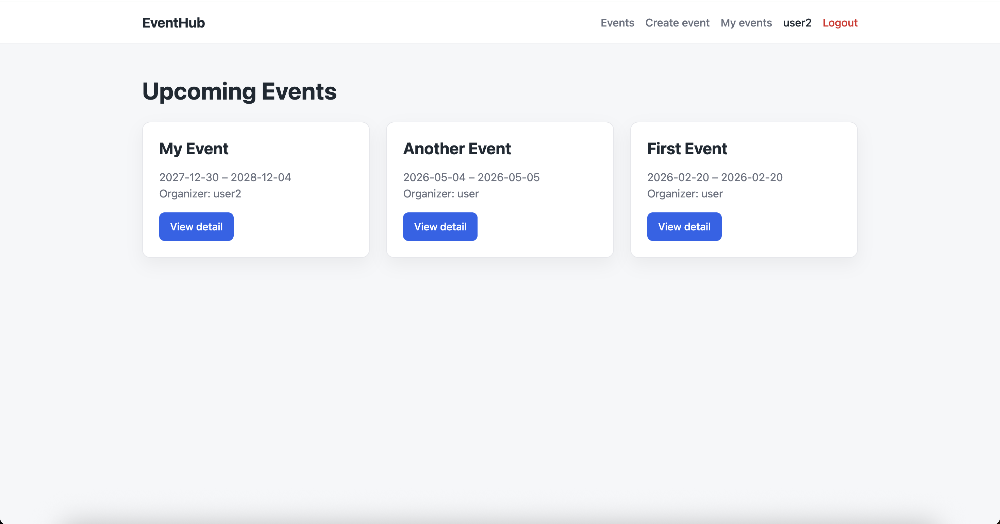 EventHub
Events Create event My events user2 Logout
Upcoming Events
My Event
2027-12-30 – 2028-12-04
Organizer: user2
View detail
Another Event
2026-05-04 – 2026-05-05
Organizer: user
View detail
First Event
2026-02-20 – 2026-02-20
Organizer: user
View detail